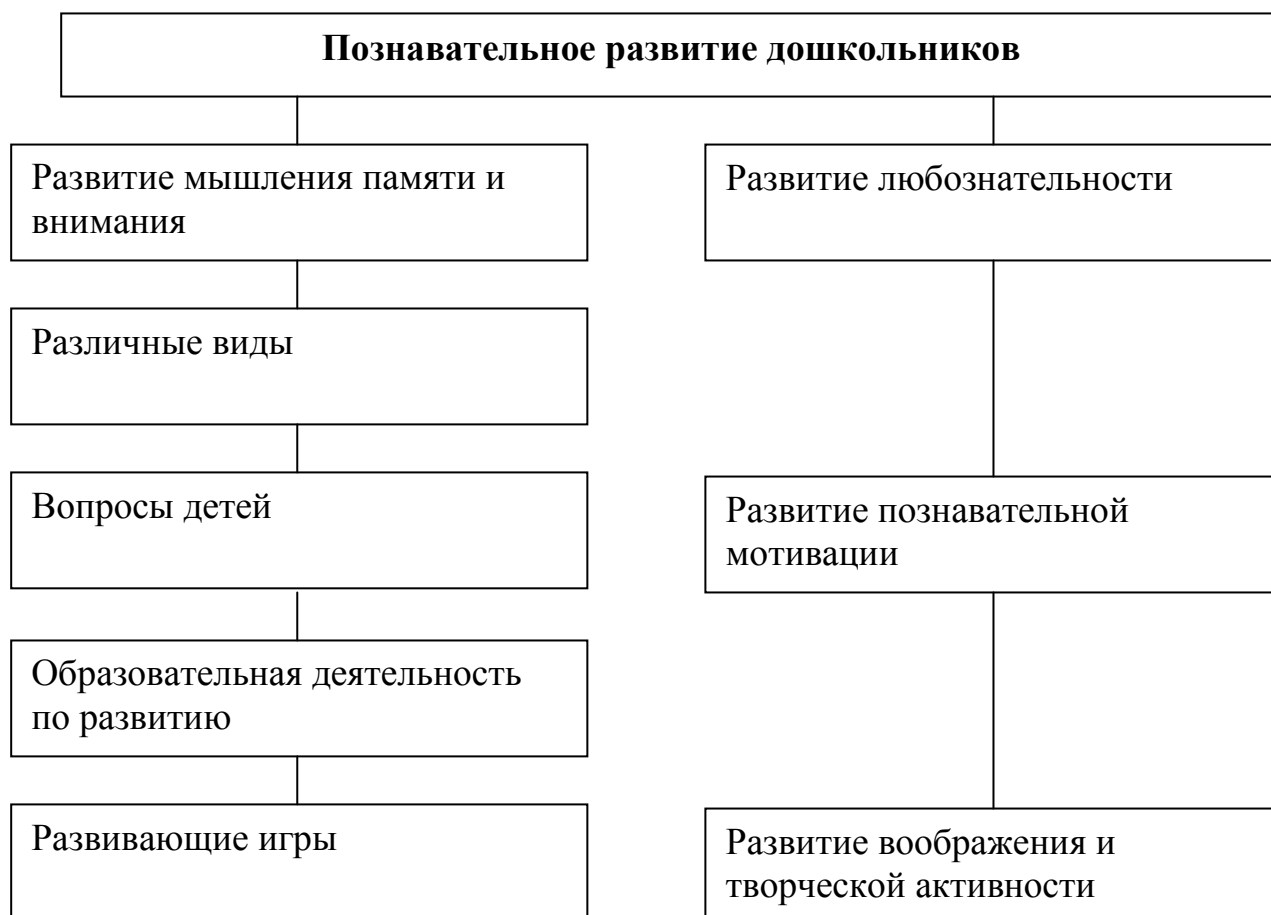 Познавательное развитие дошкольников
Развитие мышления памяти и
внимания
Различные виды
Вопросы детей
Образовательная деятельность
по развитию
Развивающие игры
Развитие любознательности
Развитие познавательной
мотивации
Развитие воображения и
творческой активности